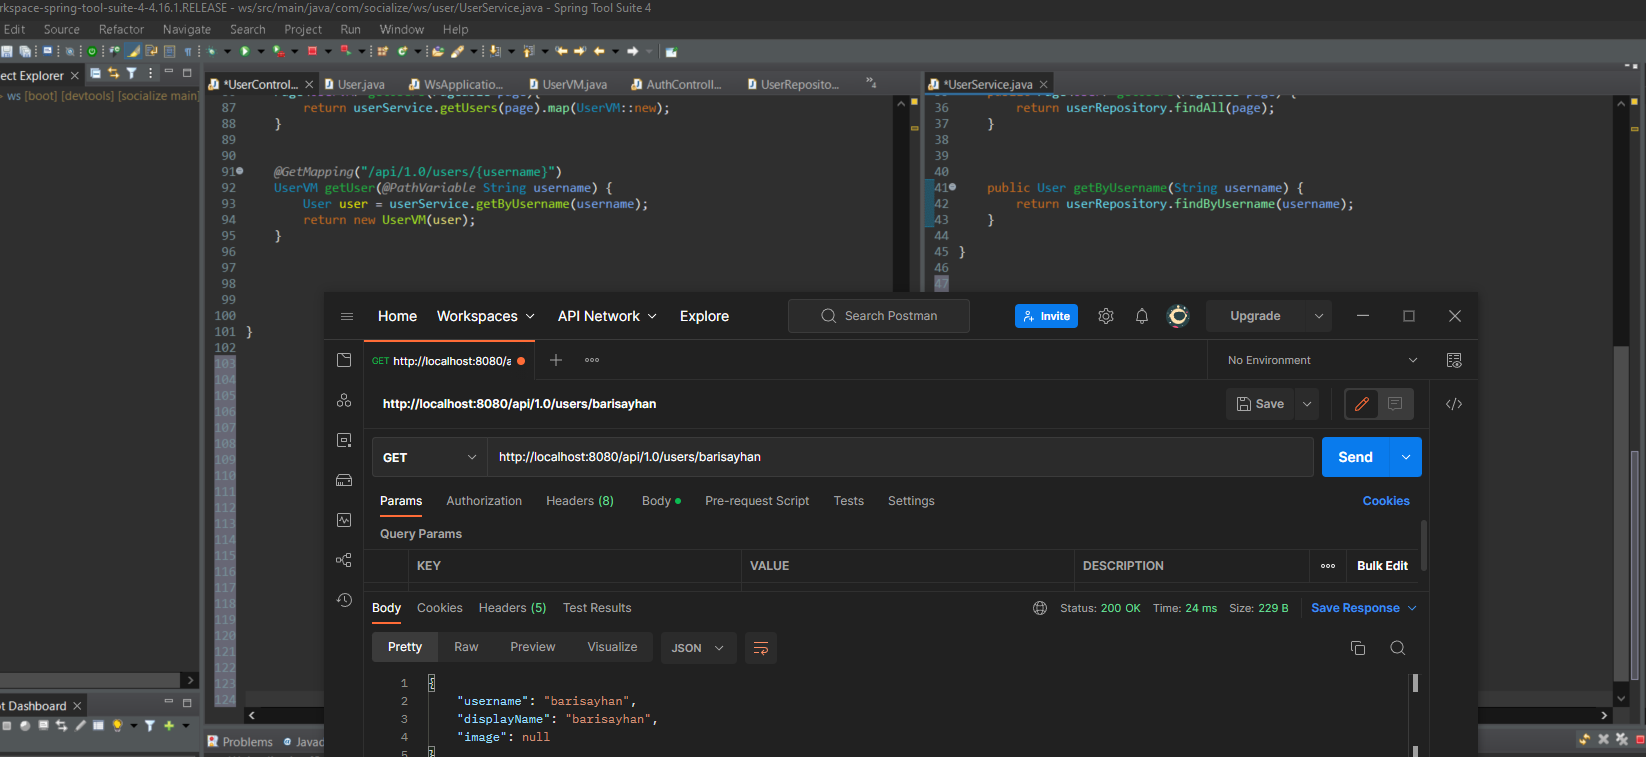 rkspace-spring-tool-suite-4-4.16.1.RELEASE - ws/src/main/java/com/socialize/ws/user/UserService.java - Spring Tool Suite 4
Edit Source Refactor Navigate Search Project Run Window Help
ect Explorer
ws [boot] [devtools] [socialize main]
*UserControl... User.java WsApplicatio... UserVM.java AuthControll... UserReposito... 4
87 return userService.getUsers(page).map(UserVM::new);
88 }
89
90
91 @GetMapping("/api/1.0/users/{username}")
92 UserVM getUser(@PathVariable String username) {
93 User user = userService.getByUsername(username);
94 return new UserVM(user);
95 }
96
97
98
99
100
101 }
102
103
104
105
106
107
108
109
110
111
112
113
114
115
116
117
118
119
120
121
122
123
124
*UserService.java
36 return userRepository.findAll(page);
37 }
38
39
40
41 public User getByUsername(String username) {
42 return userRepository.findByUsername(username);
43 }
44
45 }
46
47
Home Workspaces API Network Explore Search Postman Invite Upgrade
GET http://localhost:8080/a No Environment
http://localhost:8080/api/1.0/users/barisayhan Save
GET http://localhost:8080/api/1.0/users/barisayhan Send
Params Authorization Headers (8) Body Pre-request Script Tests Settings Cookies
Query Params
KEY VALUE DESCRIPTION Bulk Edit
Body Cookies Headers (5) Test Results Status: 200 OK Time: 24 ms Size: 229 B Save Response
Pretty Raw Preview Visualize JSON
1 {
2 "username": "barisayhan",
3 "displayName": "barisayhan",
4 "image": null
5 }
t Dashboard
Problems Javad